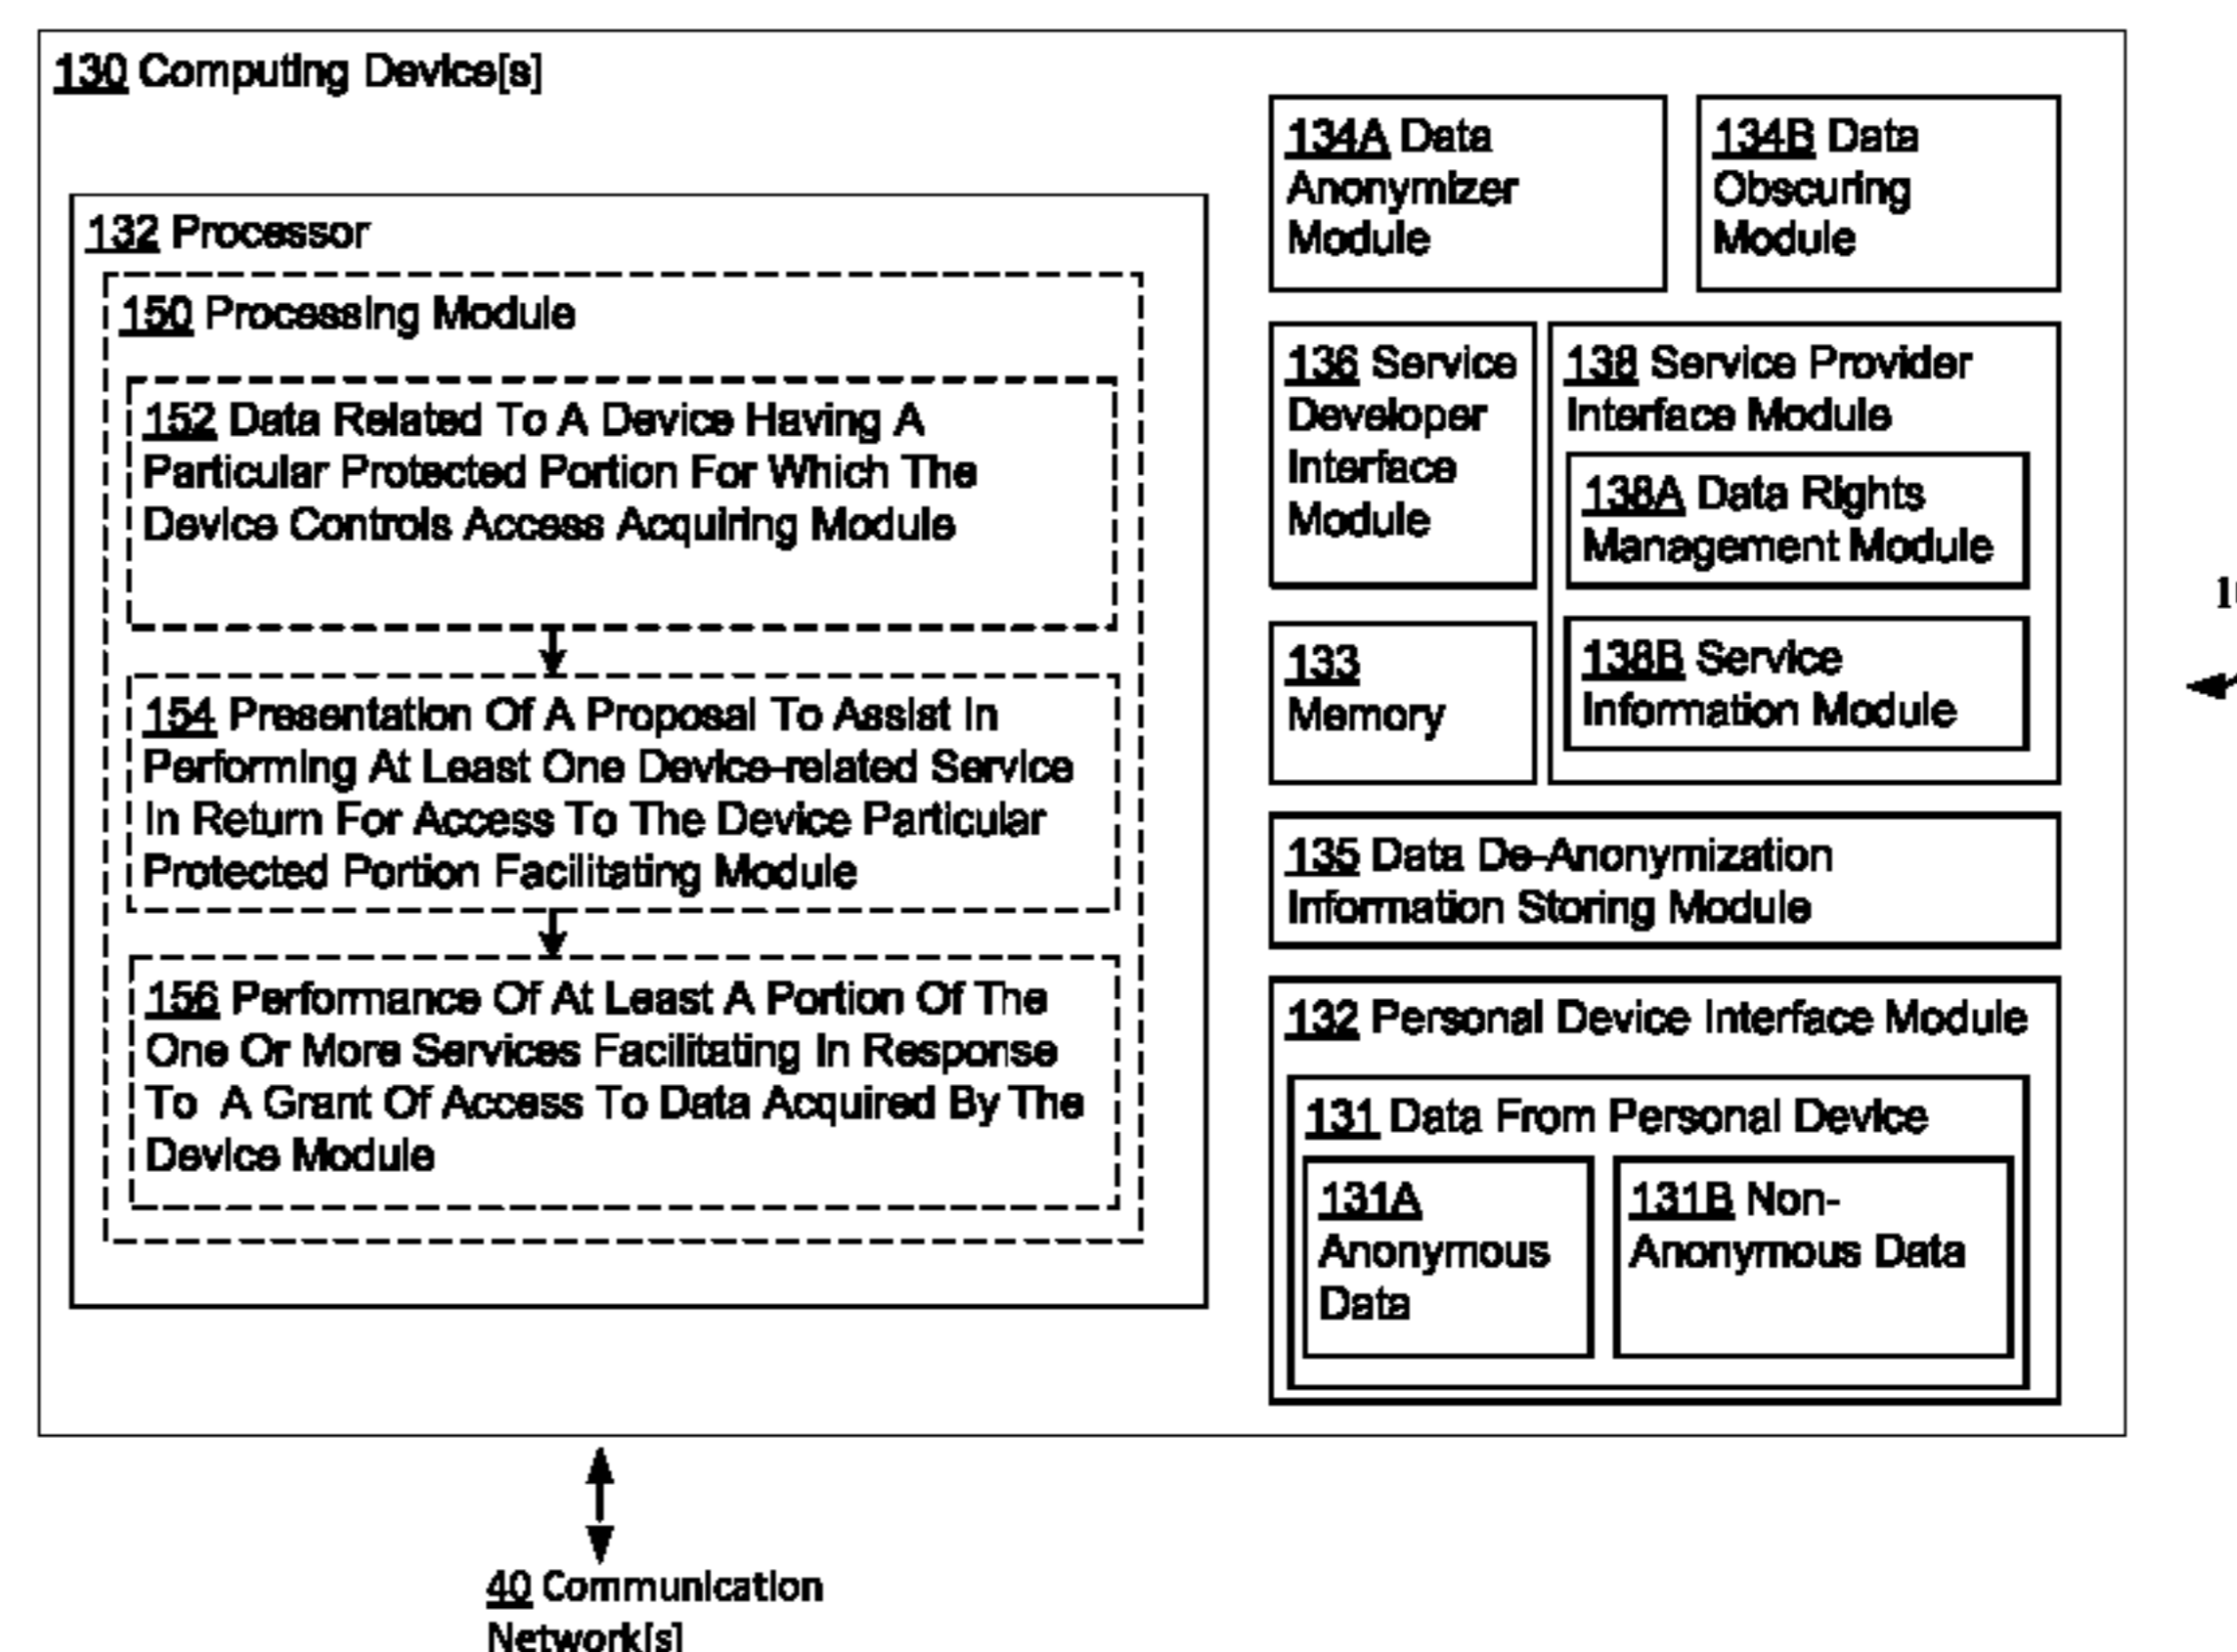 130 Computing Device[s]
132 Processor
150 Processing Module
152 Data Related To A Device Having A
Particular Protected Portion For Which The
Device Controls Access Acquiring Module
154 Presentation Of A Proposal To Assist In
Performing At Least One Device-related Service
In Return For Access To The Device Particular
Protected Portion Facilitating Module
156 Performance Of At Least A Portion Of The
One Or More Services Facilitating In Response
To A Grant Of Access To Data Acquired By The
Device Module
134A Data
Anonymizer
Module
134B Data
Obscuring
Module
136 Service
Developer
Interface
Module
138 Service Provider
Interface Module
138A Data Rights
Management Module
138B Service
Information Module
133
Memory
135 Data De-Anonymization
Information Storing Module
132 Personal Device Interface Module
131 Data From Personal Device
131A
Anonymous
Data
131B Non-
Anonymous Data
40 Communication
Network[s]